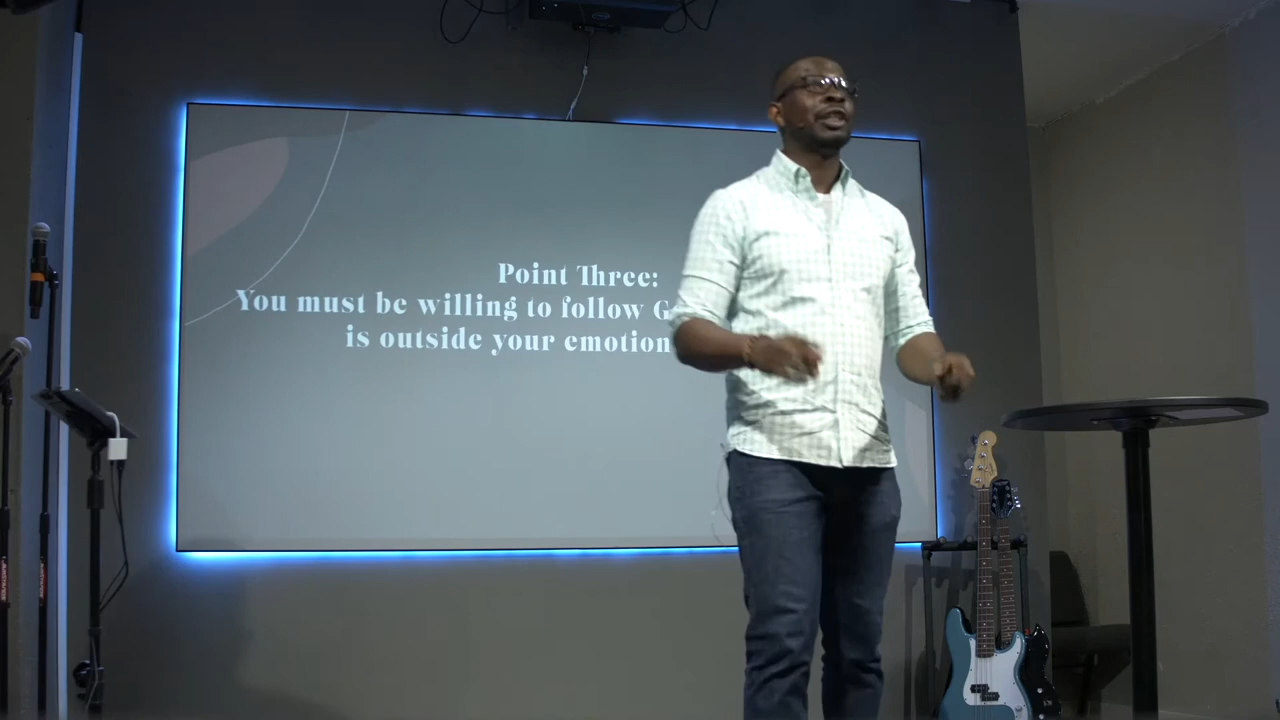 Point Three:
You must be willing to follow G
is outside your emotion